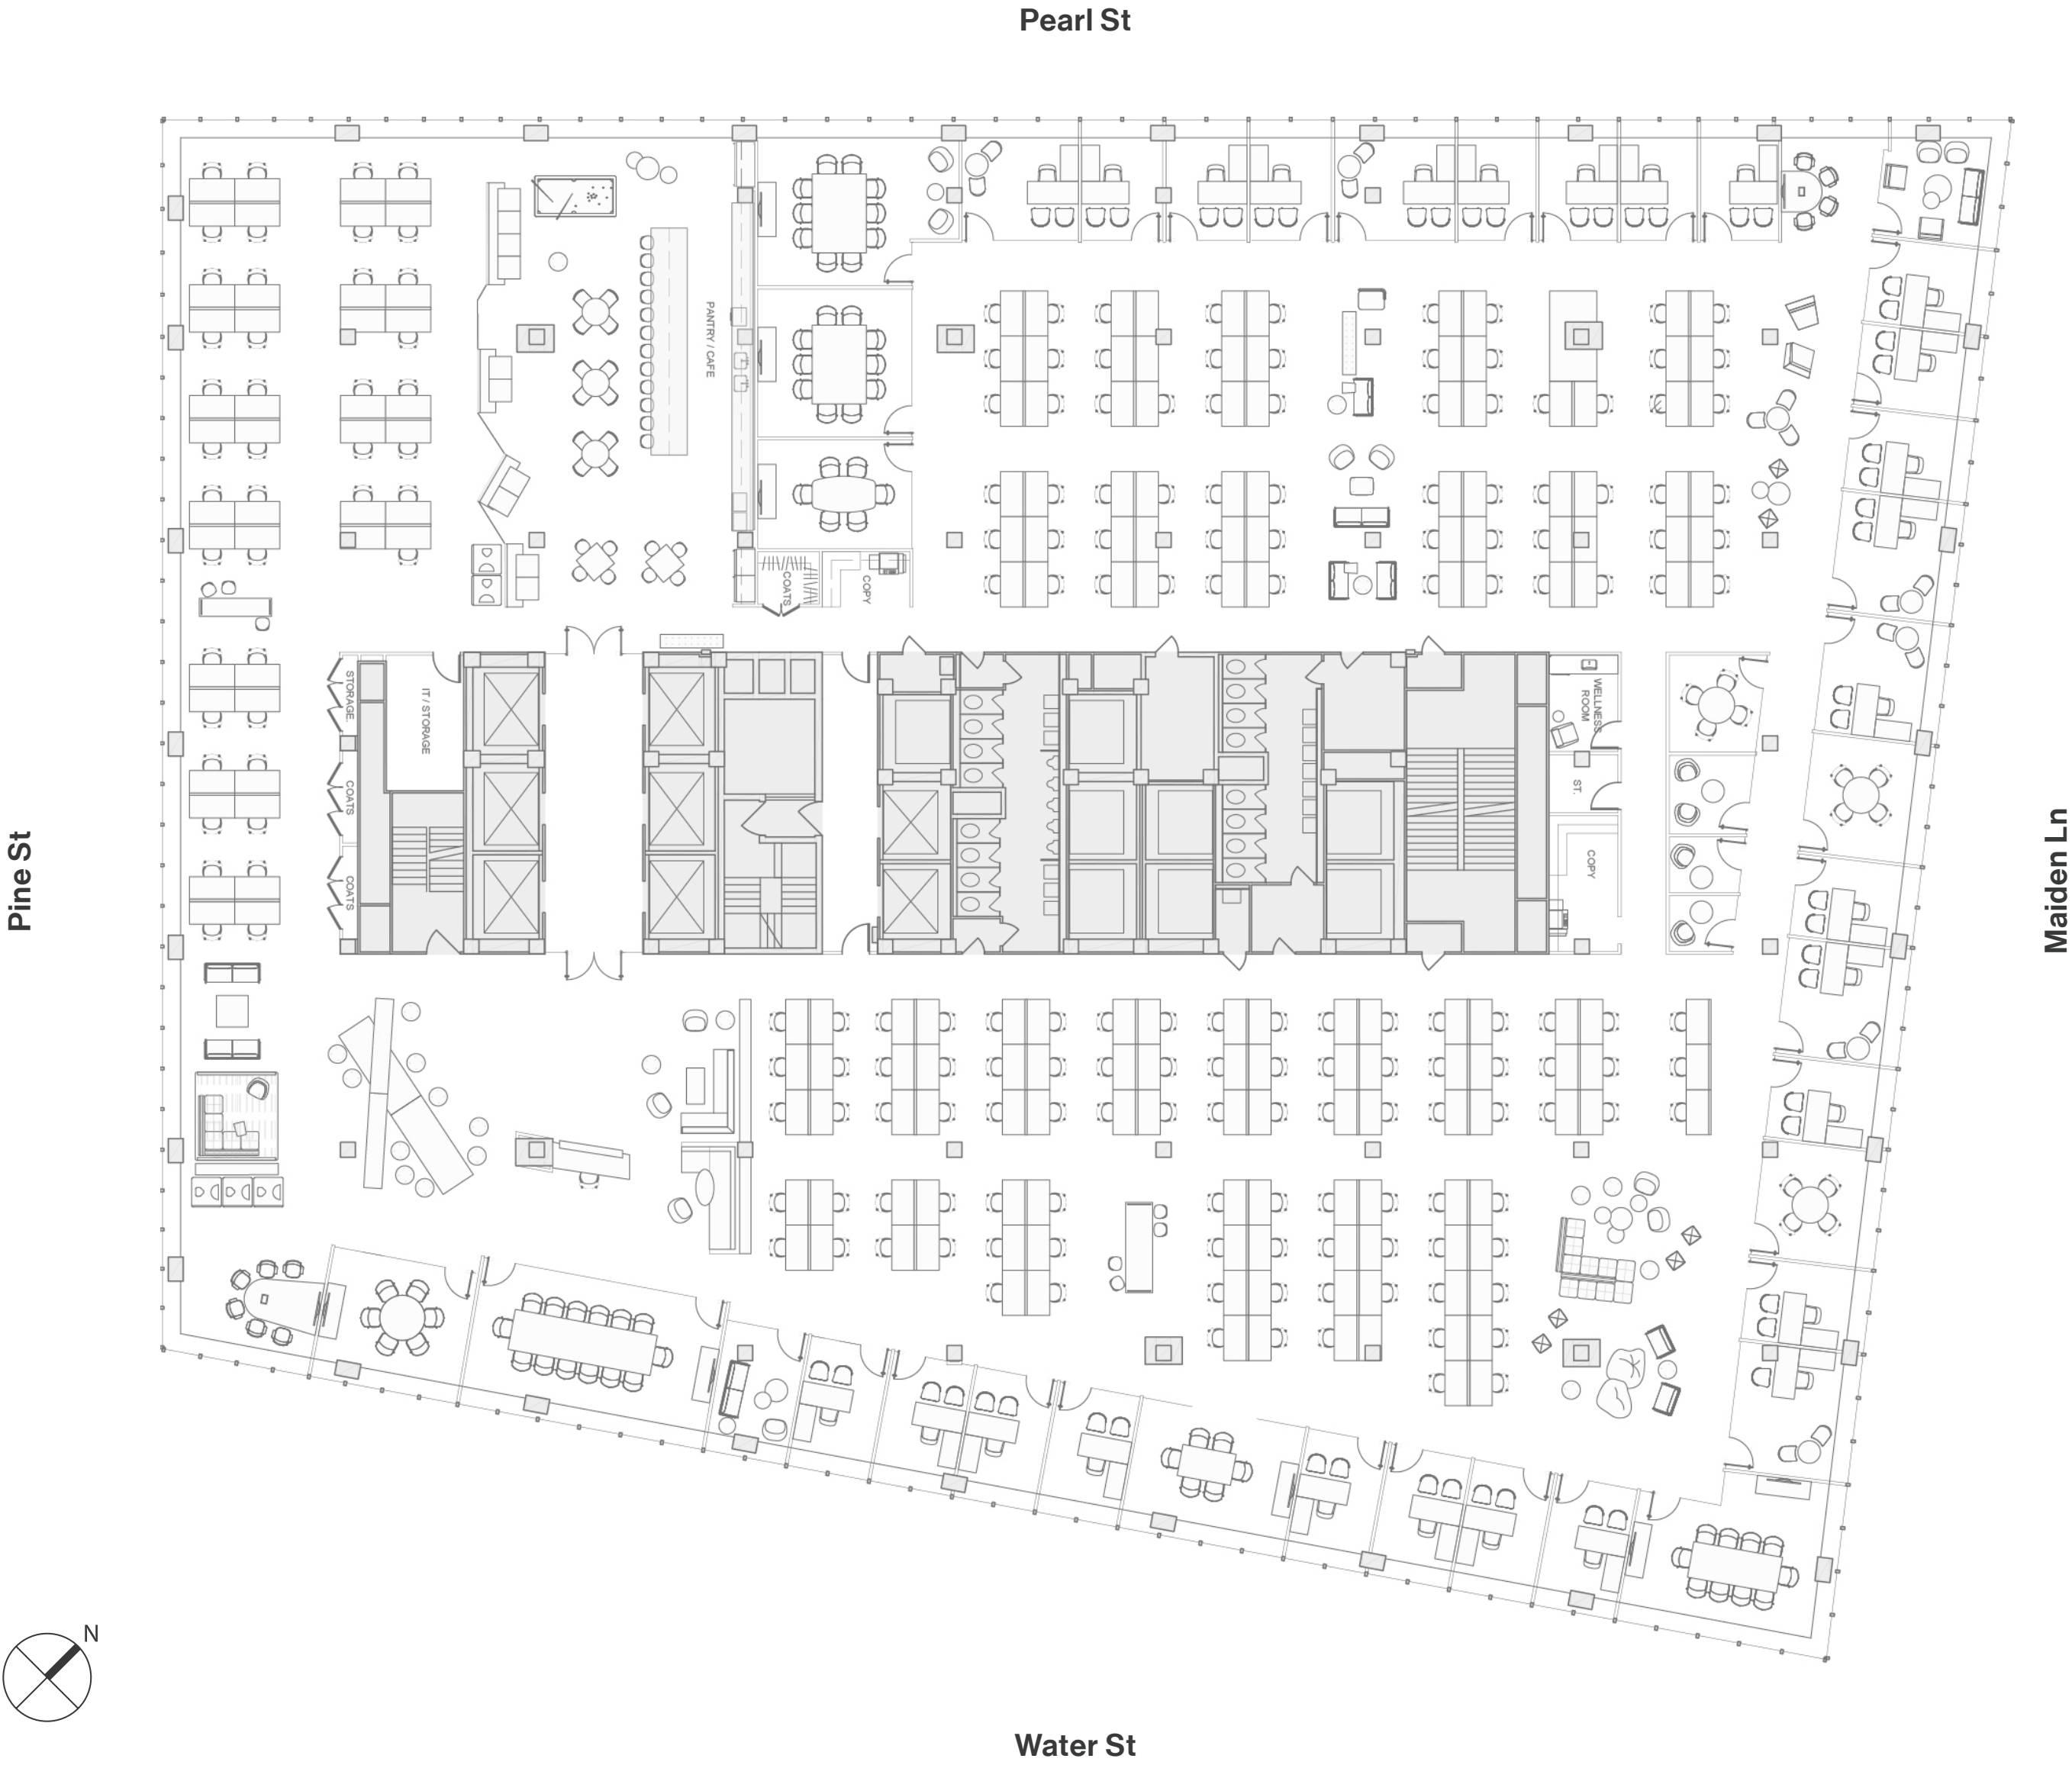 Pearl St
PANTRY / CAFE
COATS
COPY
STORAGE
IT / STORAGE
COATS
COATS
WELLNESS
ROOM
ST.
COPY
Pine St
Maiden Ln
N
Water St